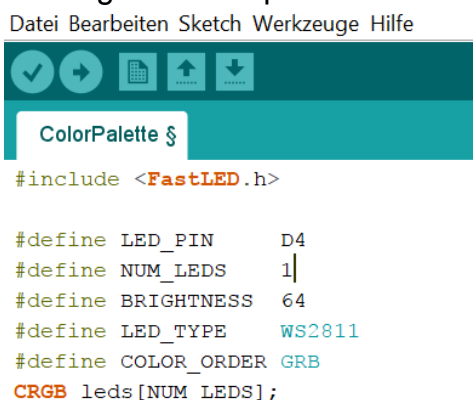 Datei Bearbeiten Sketch Werkzeuge Hilfe
ColorPalette §
#include <FastLED.h>
#define LED_PIN     D4
#define NUM_LEDS    1
#define BRIGHTNESS  64
#define LED_TYPE    WS2811
#define COLOR_ORDER GRB
CRGB leds[NUM_LEDS];